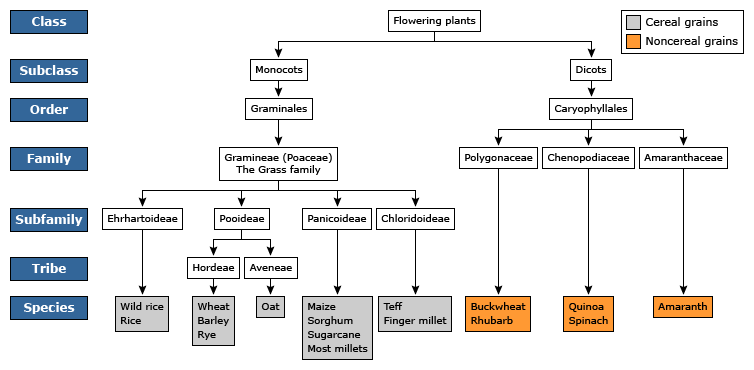 Class
Flowering plants
Cereal grains
Noncereal grains
Subclass
Monocots
Dicots
Order
Graminales
Caryophyllales
Family
Gramineae (Poaceae)
The Grass family
Polygonaceae
Chenopodiaceae
Amaranthaceae
Subfamily
Ehrhartoideae
Pooideae
Panicoideae
Chloridoideae
Tribe
Hordeae
Aveneae
Species
Wild rice
Rice
Wheat
Barley
Rye
Oat
Maize
Sorghum
Sugarcane
Most millets
Teff
Finger millet
Buckwheat
Rhubarb
Quinoa
Spinach
Amaranth